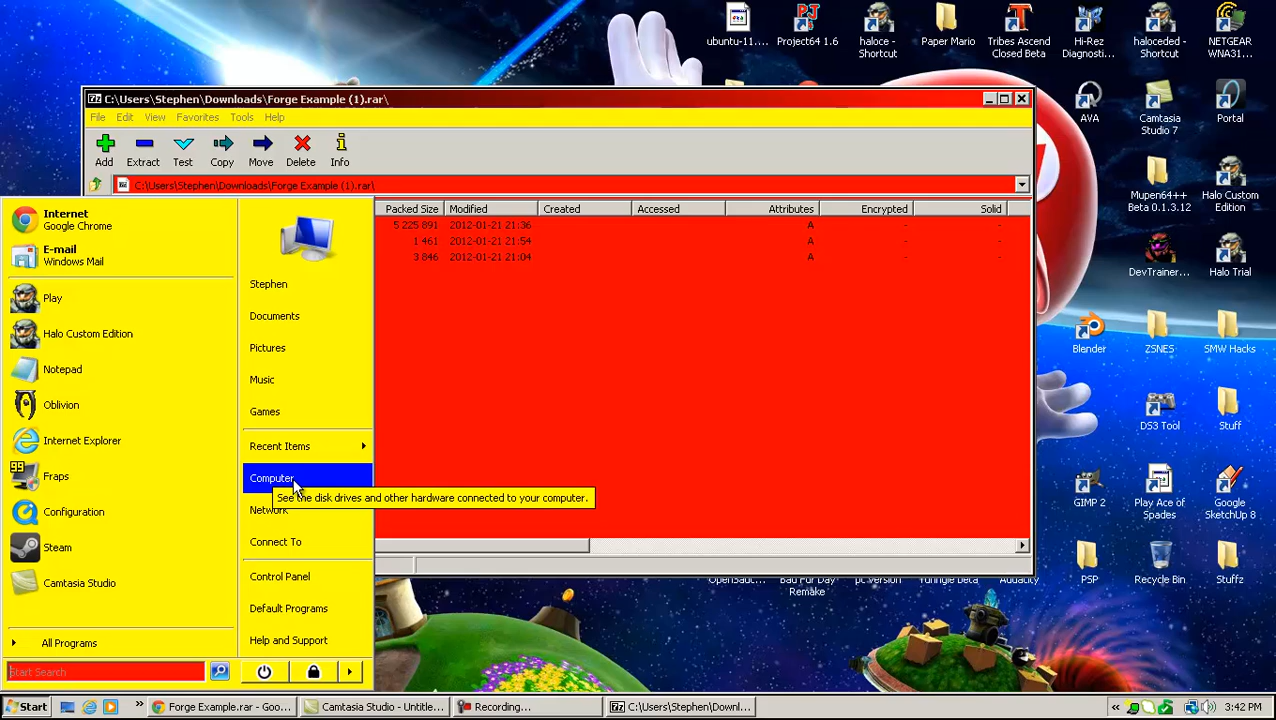 ubuntu-11....
Project64 1.6
haloce -
Shortcut
Paper Mario
Tribes Ascend
Closed Beta
Hi-Rez
Diagnosti...
haloceded -
Shortcut
NETGEAR
WNA31...
C:\Users\Stephen\Downloads\Forge Example (1).rar\
File Edit View Favorites Tools Help
Add Extract Test Copy Move Delete Info
C:\Users\Stephen\Downloads\Forge Example (1).rar\
Packed Size Modified Created Accessed Attributes Encrypted Solid
5 225 891 2012-01-21 21:36 A - -
1 461 2012-01-21 21:54 A - -
3 846 2012-01-21 21:04 A - -
AVA
Camtasia
Studio 7
Portal
Mupen64++
Beta 0.1.3.12
Halo Custom
Edition
DevTrainer...
Halo Trial
Blender
ZSNES
SMW Hacks
DS3 Tool
Stuff
GIMP 2
Play Ace of
Spades
Google
SketchUp 8
PSP
Recycle Bin
Stuffz
OpenSauc...
Bad Fur Day
Remake
pc version
Audacity
Internet
Google Chrome
E-mail
Windows Mail
Play
Halo Custom Edition
Notepad
Oblivion
Internet Explorer
99
Fraps
Configuration
Steam
Camtasia Studio
All Programs
Start Search
Stephen
Documents
Pictures
Music
Games
Recent Items
Computer
See the disk drives and other hardware connected to your computer.
Network
Connect To
Control Panel
Default Programs
Help and Support
Start
Forge Example.rar - Goo...
Camtasia Studio - Untitle...
Recording...
C:\Users\Stephen\Downl...
3:42 PM